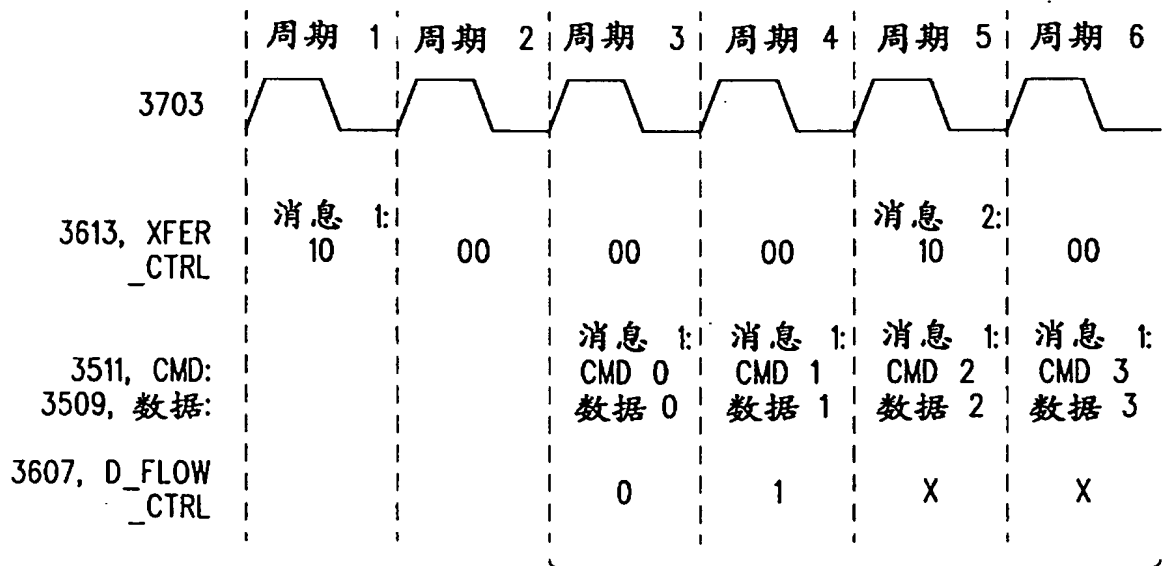 周期 1 周期 2 周期 3 周期 4 周期 5 周期 6
3703
消息 1: 消息 2:
3613, XFER 10 00 00 00 10 00
_CTRL
消息 1: 消息 1: 消息 1: 消息 1:
3511, CMD: CMD 0 CMD 1 CMD 2 CMD 3
3509, 数据: 数据 0 数据 1 数据 2 数据 3
3607, D_FLOW 0 1 X X
_CTRL